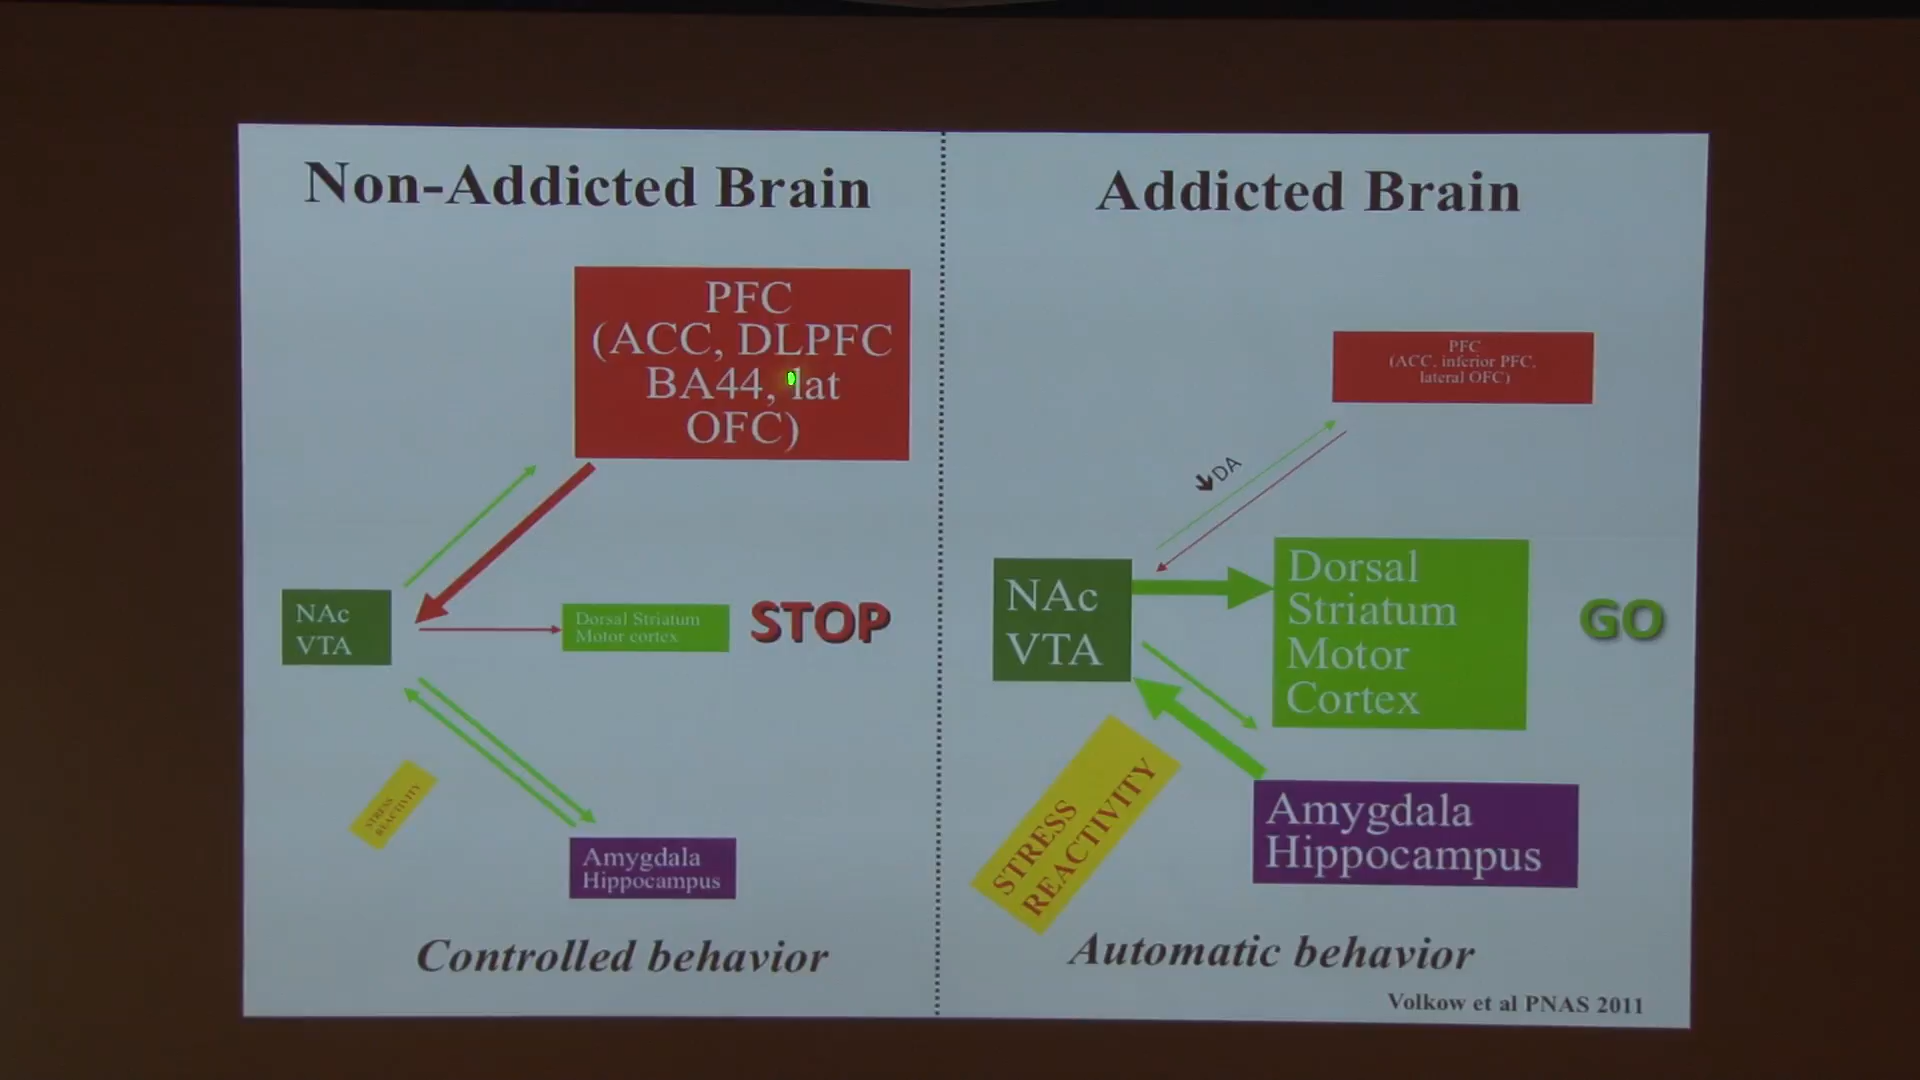 Non-Addicted Brain
PFC
(ACC, DLPFC
BA44, lat
OFC)
NAc
VTA
Dorsal Striatum
Motor cortex
STOP
STRESS
REACTIVITY
Amygdala
Hippocampus
Controlled behavior
Addicted Brain
PFC
(ACC, inferior PFC,
lateral OFC)
DA
NAc
VTA
Dorsal
Striatum
Motor
Cortex
GO
STRESS
REACTIVITY
Amygdala
Hippocampus
Automatic behavior
Volkow et al PNAS 2011